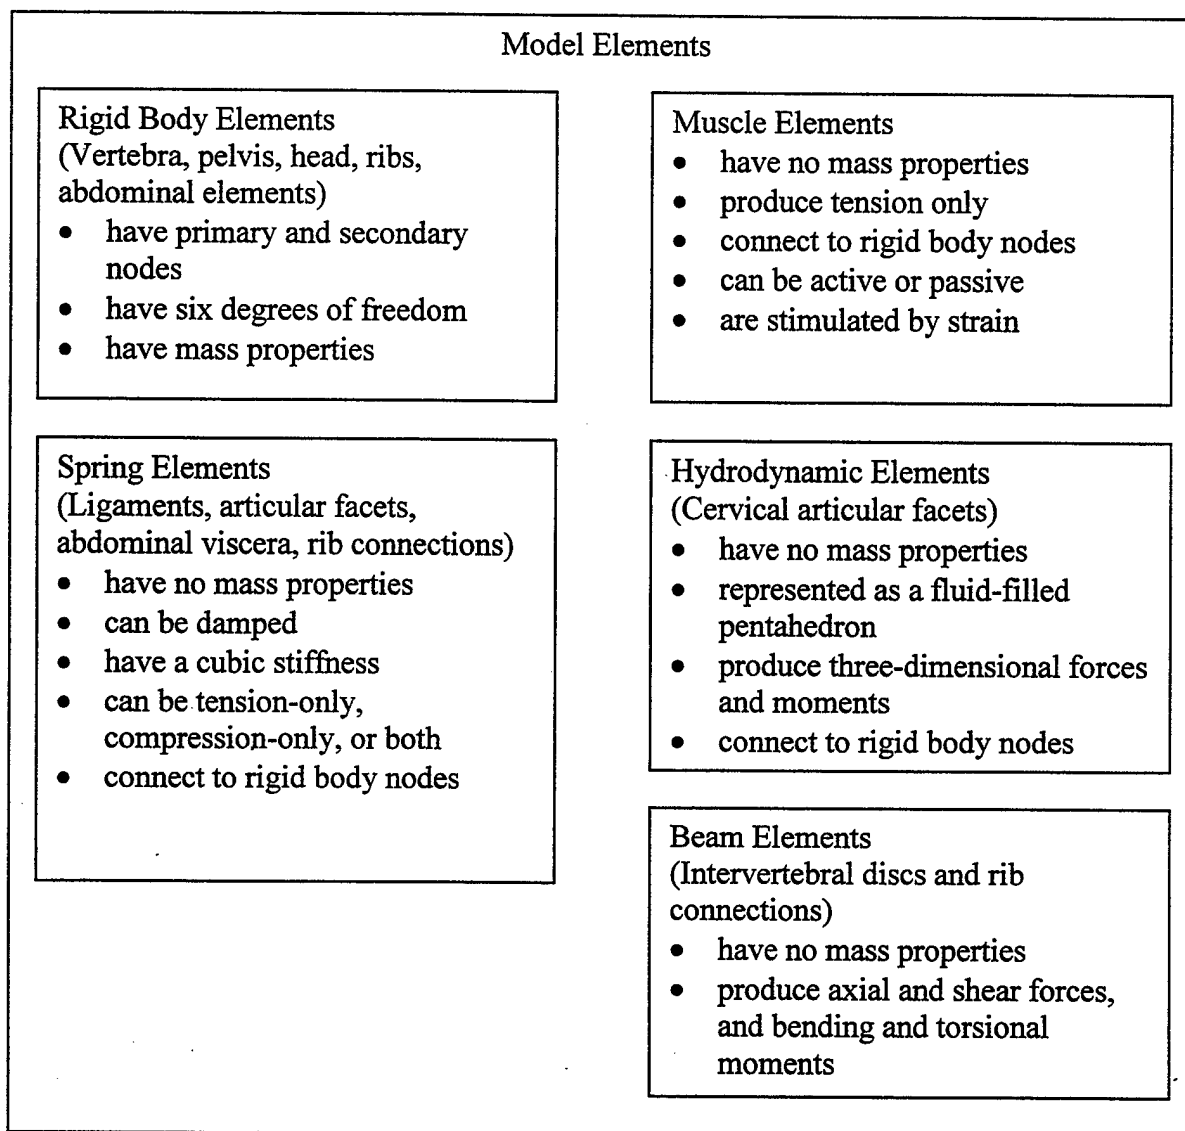 Model Elements
Rigid Body Elements
(Vertebra, pelvis, head, ribs,
abdominal elements)
• have primary and secondary
nodes
• have six degrees of freedom
• have mass properties
Spring Elements
(Ligaments, articular facets,
abdominal viscera, rib connections)
• have no mass properties
• can be damped
• have a cubic stiffness
• can be tension-only,
compression-only, or both
• connect to rigid body nodes
Muscle Elements
• have no mass properties
• produce tension only
• connect to rigid body nodes
• can be active or passive
• are stimulated by strain
Hydrodynamic Elements
(Cervical articular facets)
• have no mass properties
• represented as a fluid-filled
pentahedron
• produce three-dimensional forces
and moments
• connect to rigid body nodes
Beam Elements
(Intervertebral discs and rib
connections)
• have no mass properties
• produce axial and shear forces,
and bending and torsional
moments